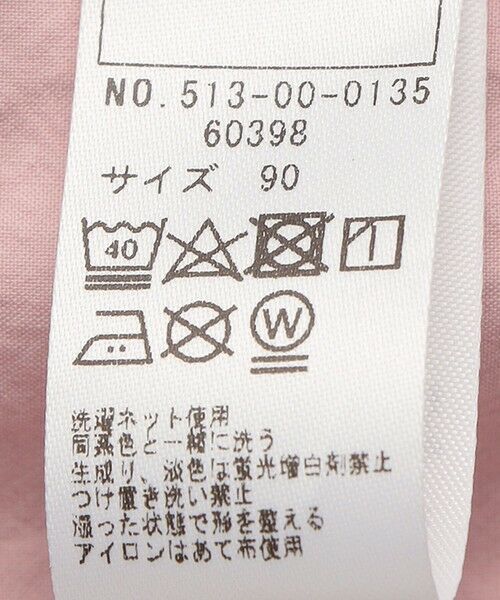 NO.513-00-0135
60398
サイズ 90
40
W
洗濯ネット使用
同系色と一緒に洗う
生成り、淡色は蛍光増白剤禁止
つけ置き洗い禁止
湿った状態で形を整える
アイロンはあて布使用